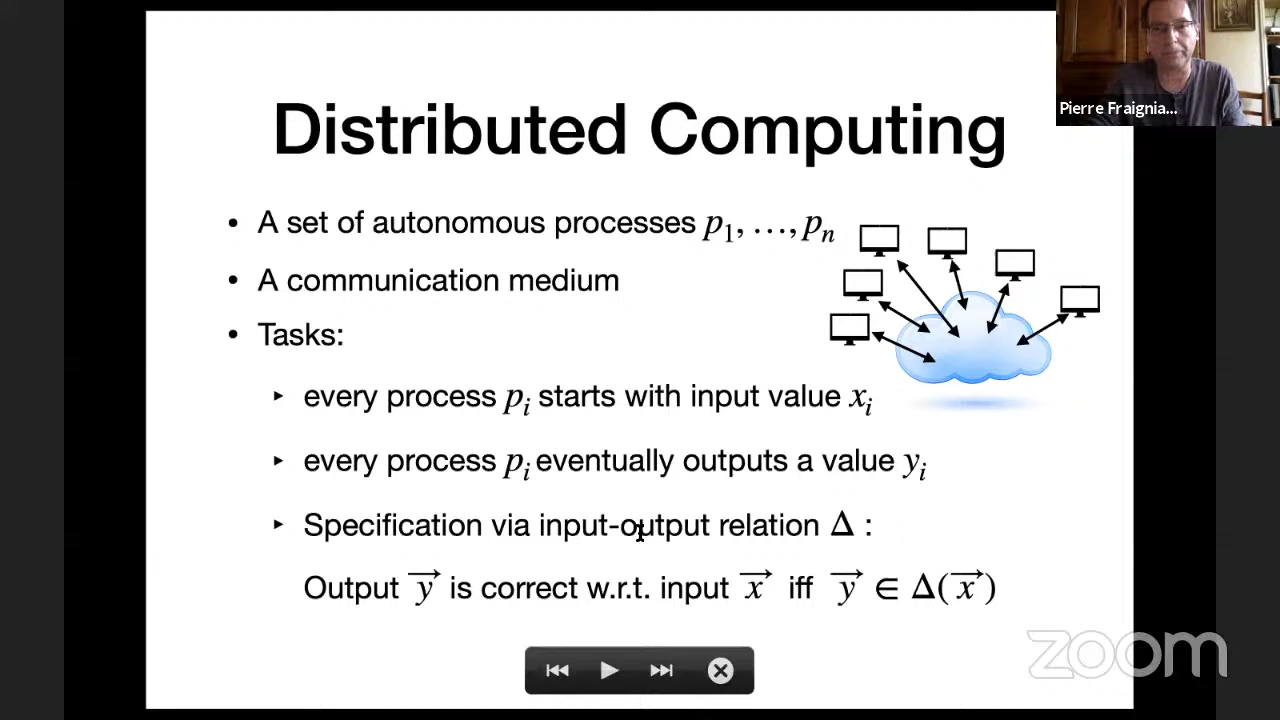 Pierre Fraignia...
Distributed Computing
• A set of autonomous processes p₁, …, pₙ
• A communication medium
• Tasks:
‣ every process pᵢ starts with input value xᵢ
‣ every process pᵢ eventually outputs a value yᵢ
‣ Specification via input-output relation Δ :
Output y⃗ is correct w.r.t. input x⃗ iff y⃗ ∈ Δ(x⃗)
zoom